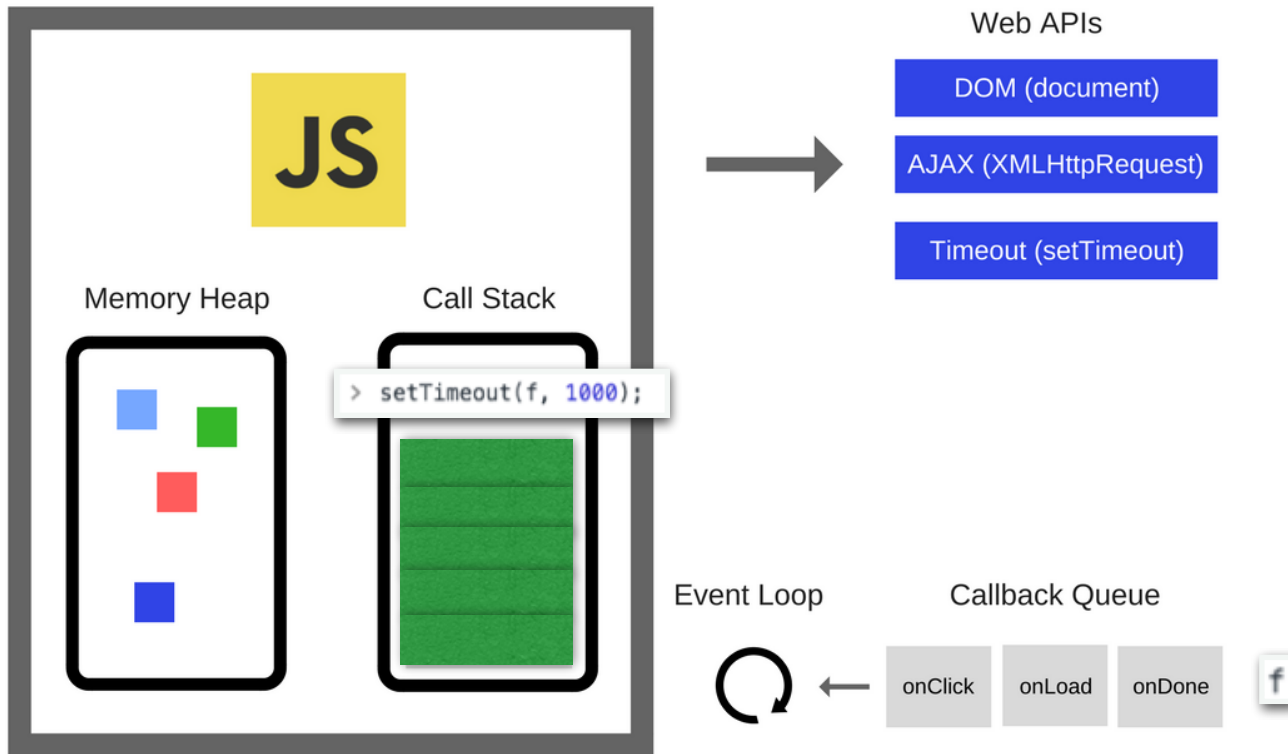 Web APIs
DOM (document)
JS
AJAX (XMLHttpRequest)
Timeout (setTimeout)
Memory Heap
Call Stack
> setTimeout(f, 1000);
Event Loop
Callback Queue
onClick
onLoad
onDone
f